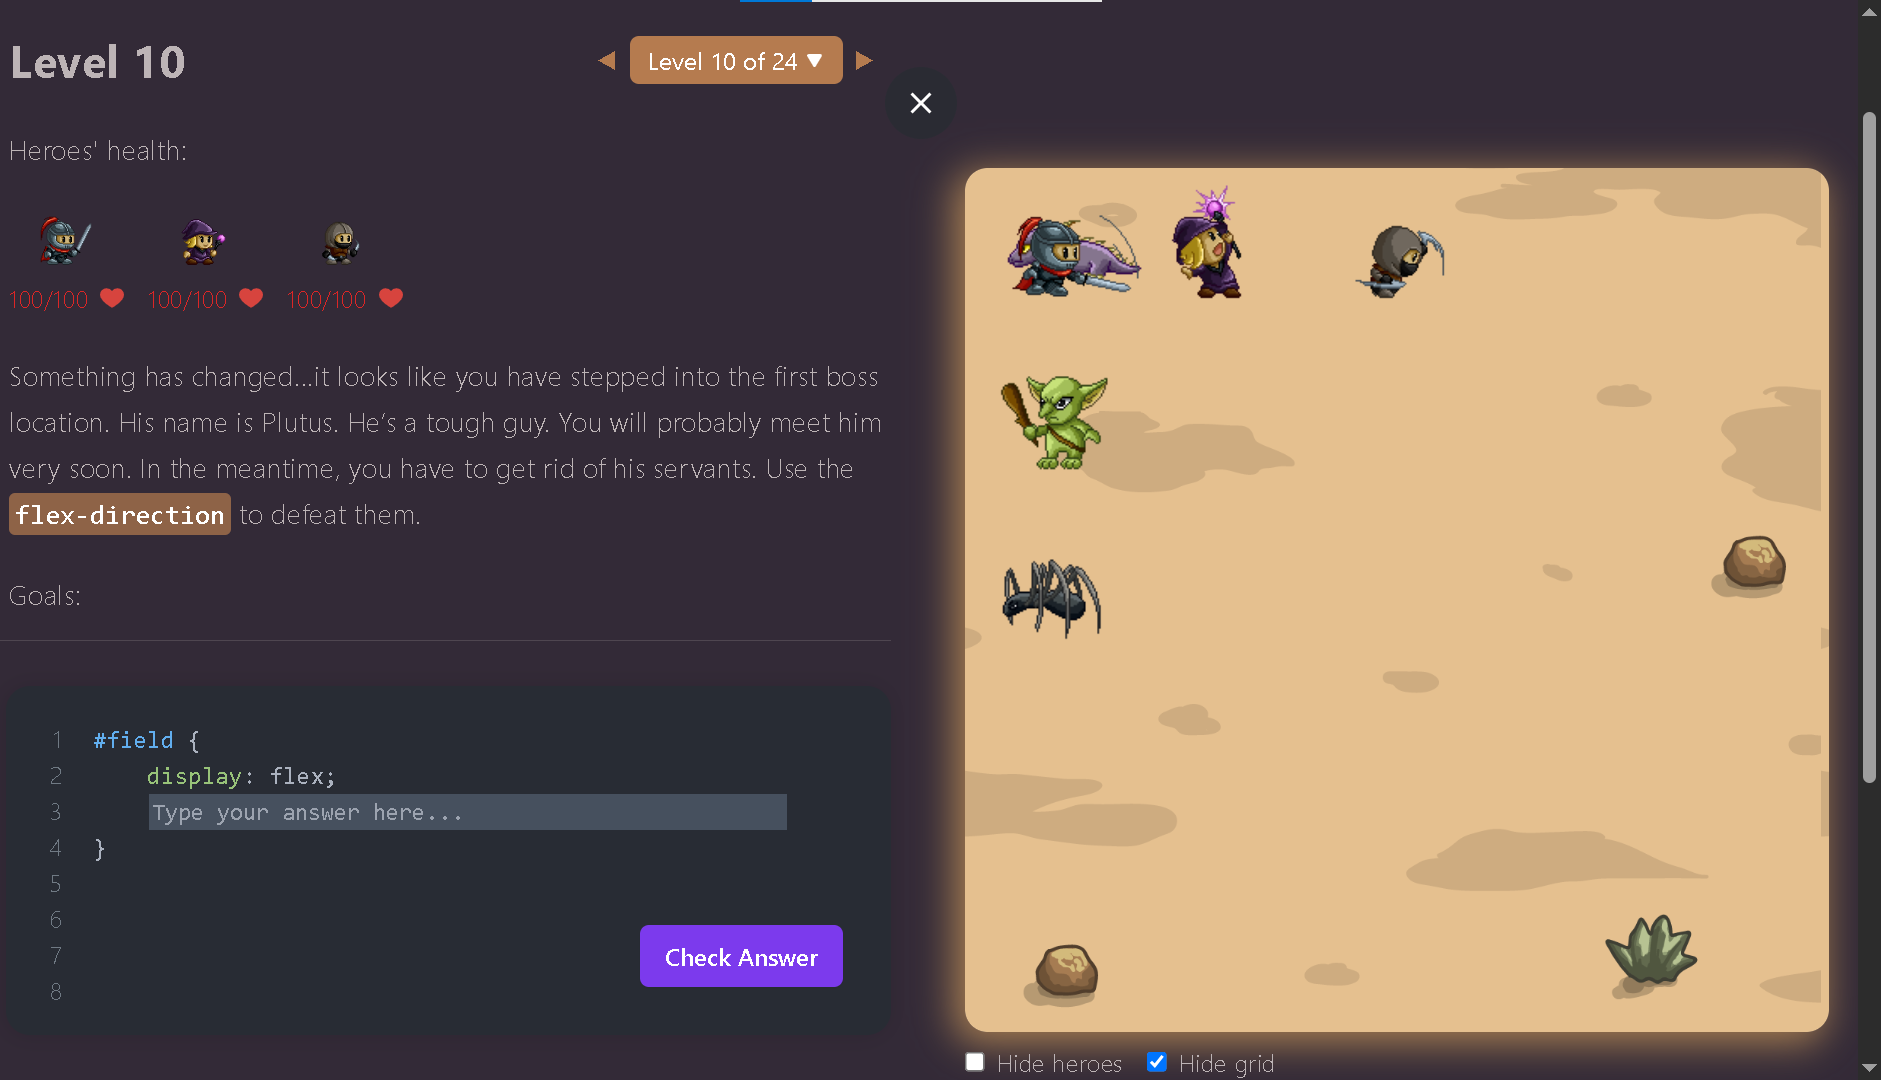 Level 10
Level 10 of 24 ▼
Heroes' health:
100/100
100/100
100/100
Something has changed...it looks like you have stepped into the first boss
location. His name is Plutus. He’s a tough guy. You will probably meet him
very soon. In the meantime, you have to get rid of his servants. Use the
flex-direction to defeat them.
Goals:
1 #field {
2 display: flex;
3 Type your answer here...
4 }
5
6
7
8
Check Answer
Hide heroes
Hide grid